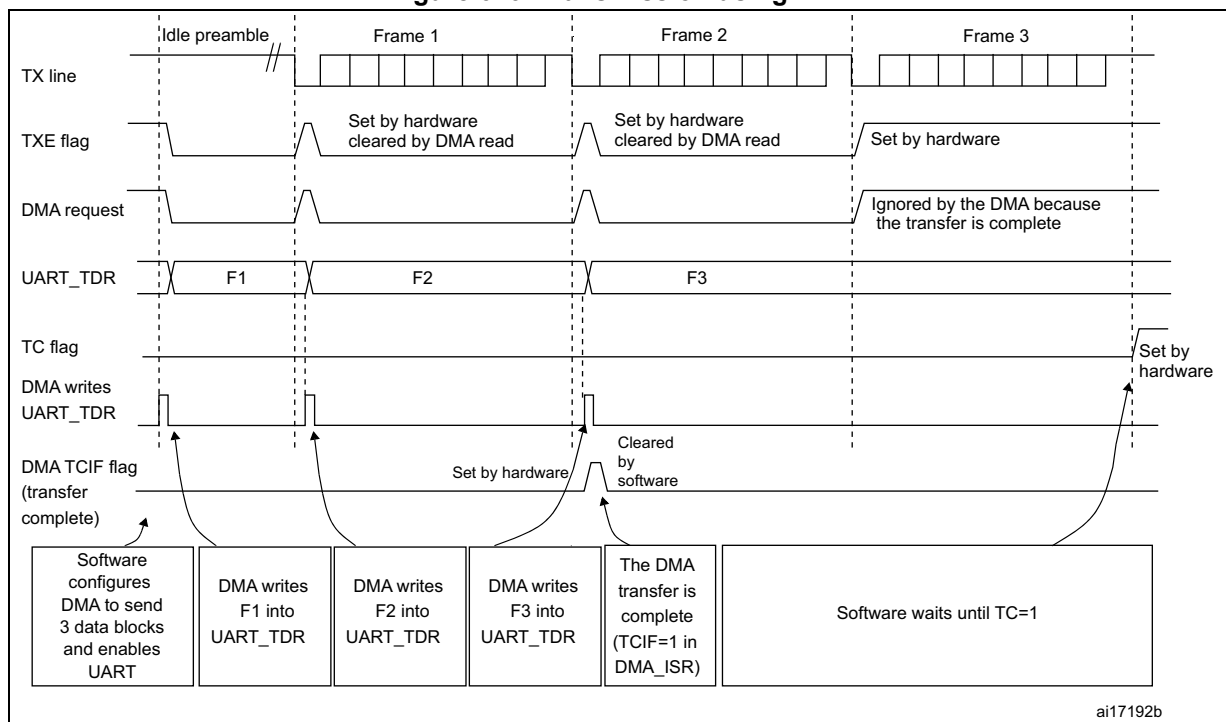 Idle preamble
Frame 1
Frame 2
Frame 3
TX line
TXE flag
Set by hardware
cleared by DMA read
Set by hardware
cleared by DMA read
Set by hardware
DMA request
Ignored by the DMA because
the transfer is complete
UART_TDR
F1
F2
F3
TC flag
Set by
hardware
DMA writes
UART_TDR
DMA TCIF flag
(transfer
complete)
Set by hardware
Cleared
by
software
Software
configures
DMA to send
3 data blocks
and enables
UART
DMA writes
F1 into
UART_TDR
DMA writes
F2 into
UART_TDR
DMA writes
F3 into
UART_TDR
The DMA
transfer is
complete
(TCIF=1 in
DMA_ISR)
Software waits until TC=1
ai17192b